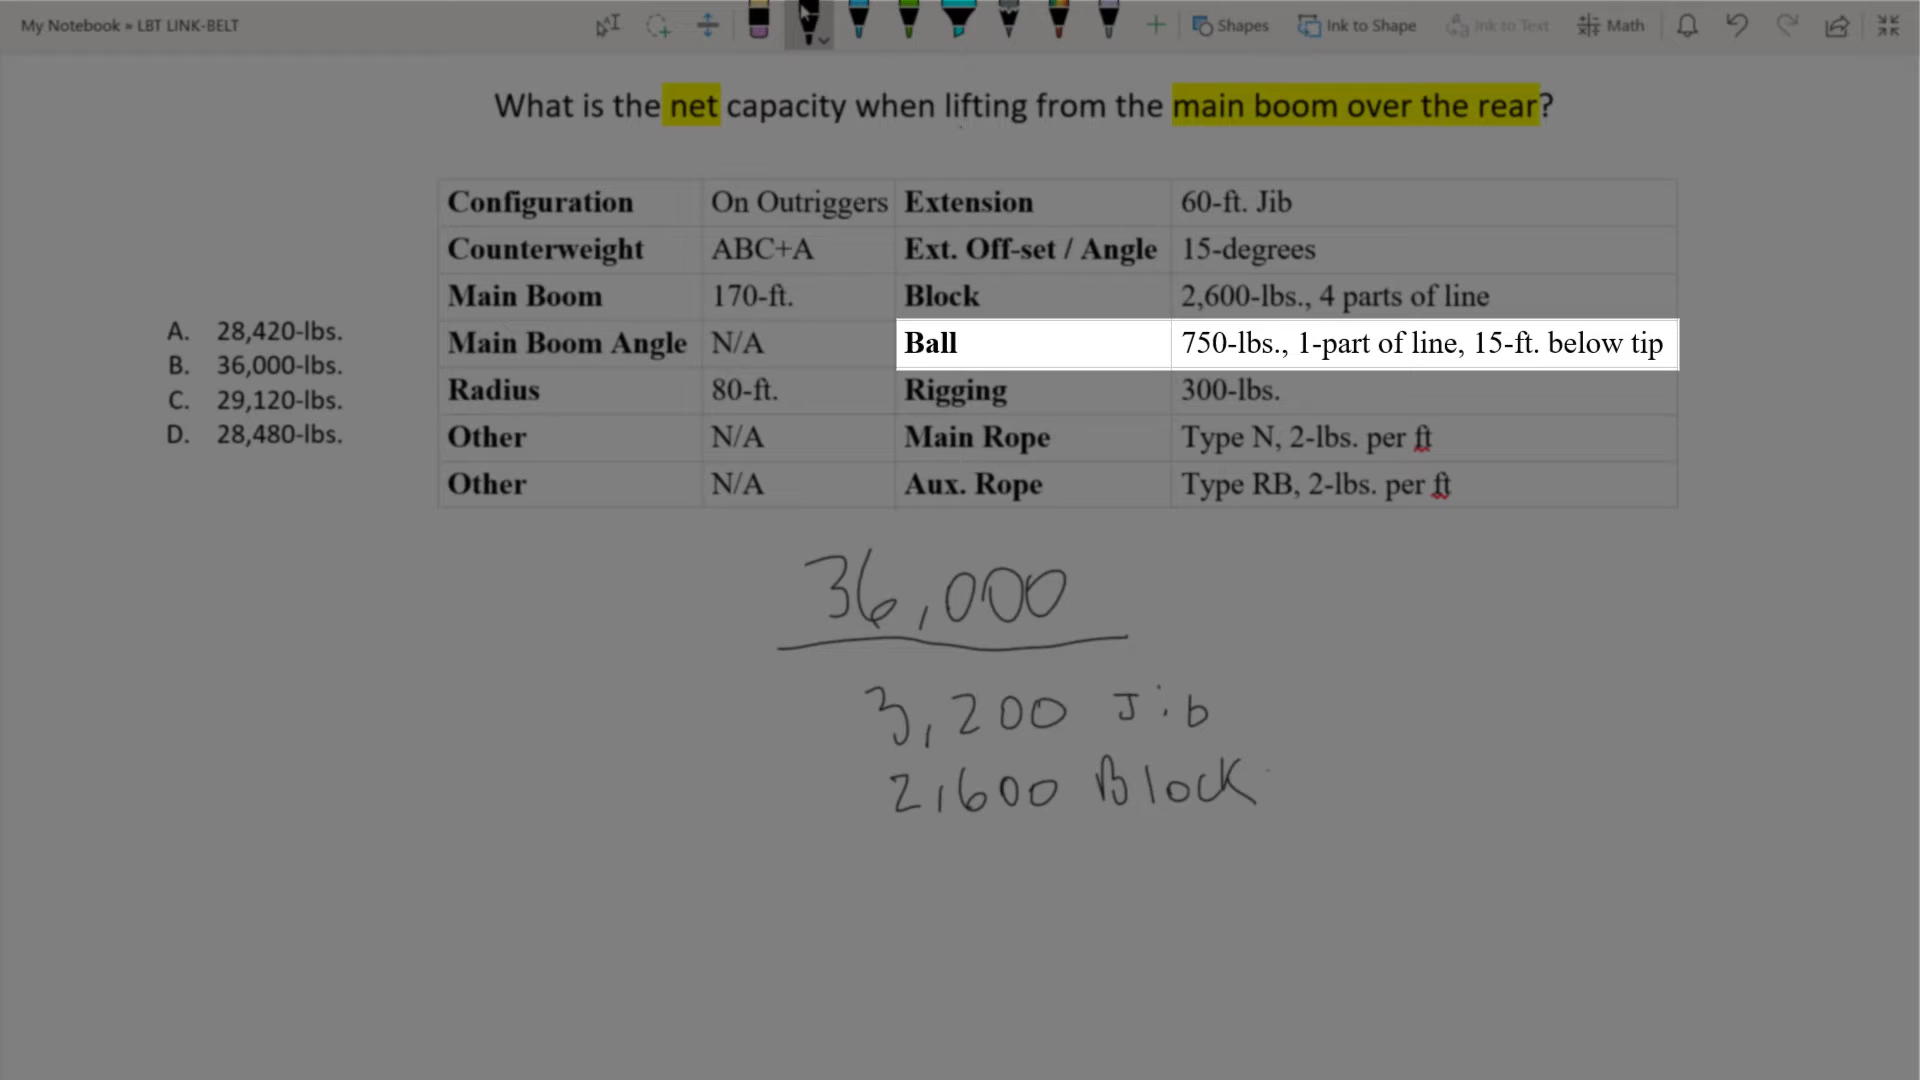 My Notebook » LBT LINK-BELT
Shapes Ink to Shape Ink to Text Math
What is the net capacity when lifting from the main boom over the rear?
Configuration On Outriggers Extension 60-ft. Jib
Counterweight ABC+A Ext. Off-set / Angle 15-degrees
Main Boom 170-ft. Block 2,600-lbs., 4 parts of line
Main Boom Angle N/A Ball 750-lbs., 1-part of line, 15-ft. below tip
Radius 80-ft. Rigging 300-lbs.
Other N/A Main Rope Type N, 2-lbs. per ft
Other N/A Aux. Rope Type RB, 2-lbs. per ft
A. 28,420-lbs.
B. 36,000-lbs.
C. 29,120-lbs.
D. 28,480-lbs.
36,000
3,200 Jib
2,600 Block